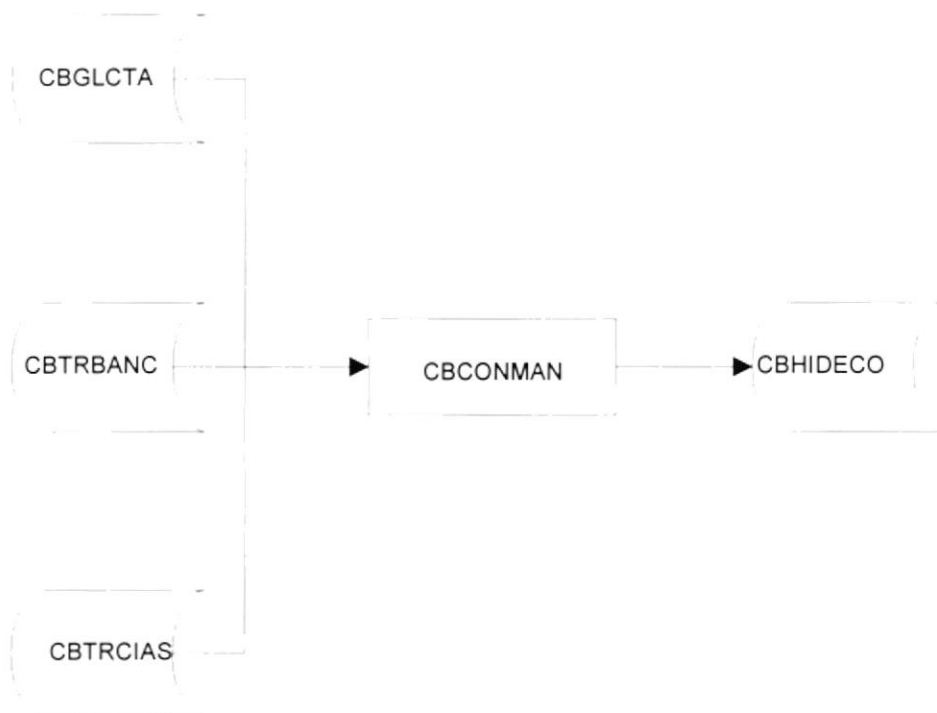 CBGLCTA
CBTRBANC
CBCONMAN
CBHIDECO
CBTRCIAS